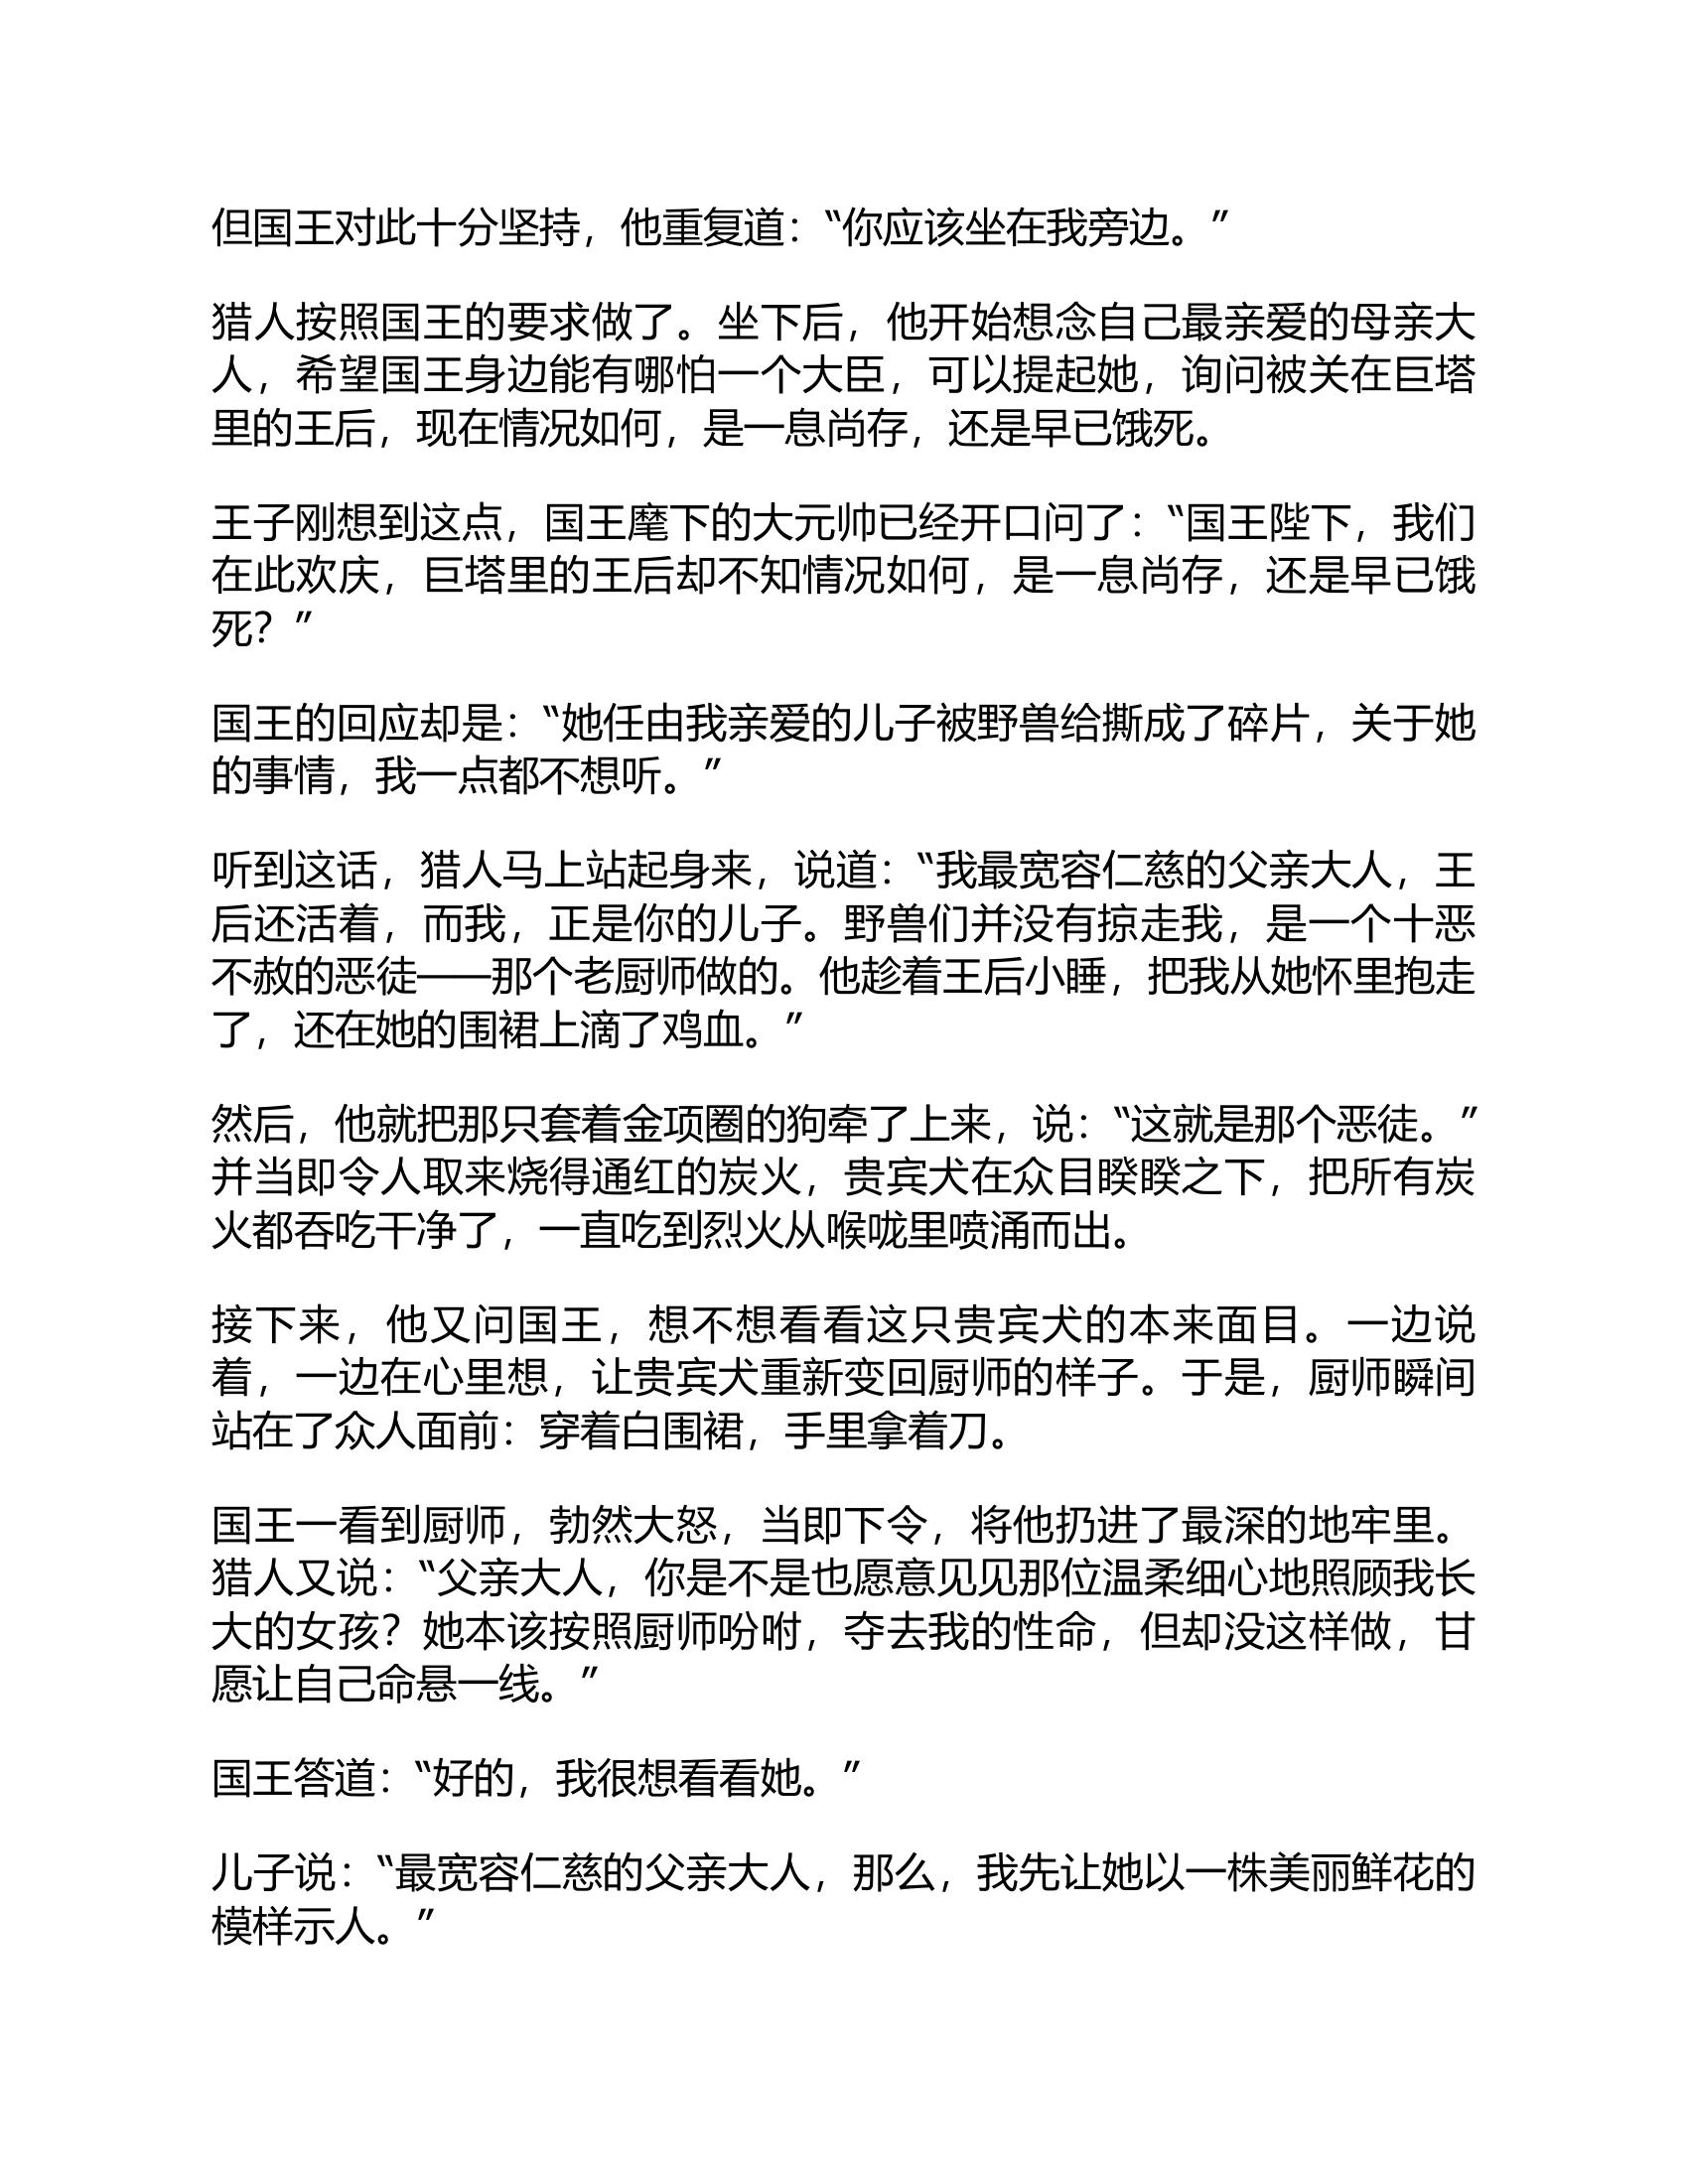 但国王对此十分坚持，他重复道：“你应该坐在我旁边。”
猎人按照国王的要求做了。坐下后，他开始想念自己最亲爱的母亲大
人，希望国王身边能有哪怕一个大臣，可以提起她，询问被关在巨塔
里的王后，现在情况如何，是一息尚存，还是早已饿死。
王子刚想到这点，国王麾下的大元帅已经开口问了：“国王陛下，我们
在此欢庆，巨塔里的王后却不知情况如何，是一息尚存，还是早已饿
死？”
国王的回应却是：“她任由我亲爱的儿子被野兽给撕成了碎片，关于她
的事情，我一点都不想听。”
听到这话，猎人马上站起身来，说道：“我最宽容仁慈的父亲大人，王
后还活着，而我，正是你的儿子。野兽们并没有掠走我，是一个十恶
不赦的恶徒——那个老厨师做的。他趁着王后小睡，把我从她怀里抱走
了，还在她的围裙上滴了鸡血。”
然后，他就把那只套着金项圈的狗牵了上来，说：“这就是那个恶徒。”
并当即令人取来烧得通红的炭火，贵宾犬在众目睽睽之下，把所有炭
火都吞吃干净了，一直吃到烈火从喉咙里喷涌而出。
接下来，他又问国王，想不想看看这只贵宾犬的本来面目。一边说
着，一边在心里想，让贵宾犬重新变回厨师的样子。于是，厨师瞬间
站在了众人面前：穿着白围裙，手里拿着刀。
国王一看到厨师，勃然大怒，当即下令，将他扔进了最深的地牢里。
猎人又说：“父亲大人，你是不是也愿意见见那位温柔细心地照顾我长
大的女孩？她本该按照厨师吩咐，夺去我的性命，但却没这样做，甘
愿让自己命悬一线。”
国王答道：“好的，我很想看看她。”
儿子说：“最宽容仁慈的父亲大人，那么，我先让她以一株美丽鲜花的
模样示人。”